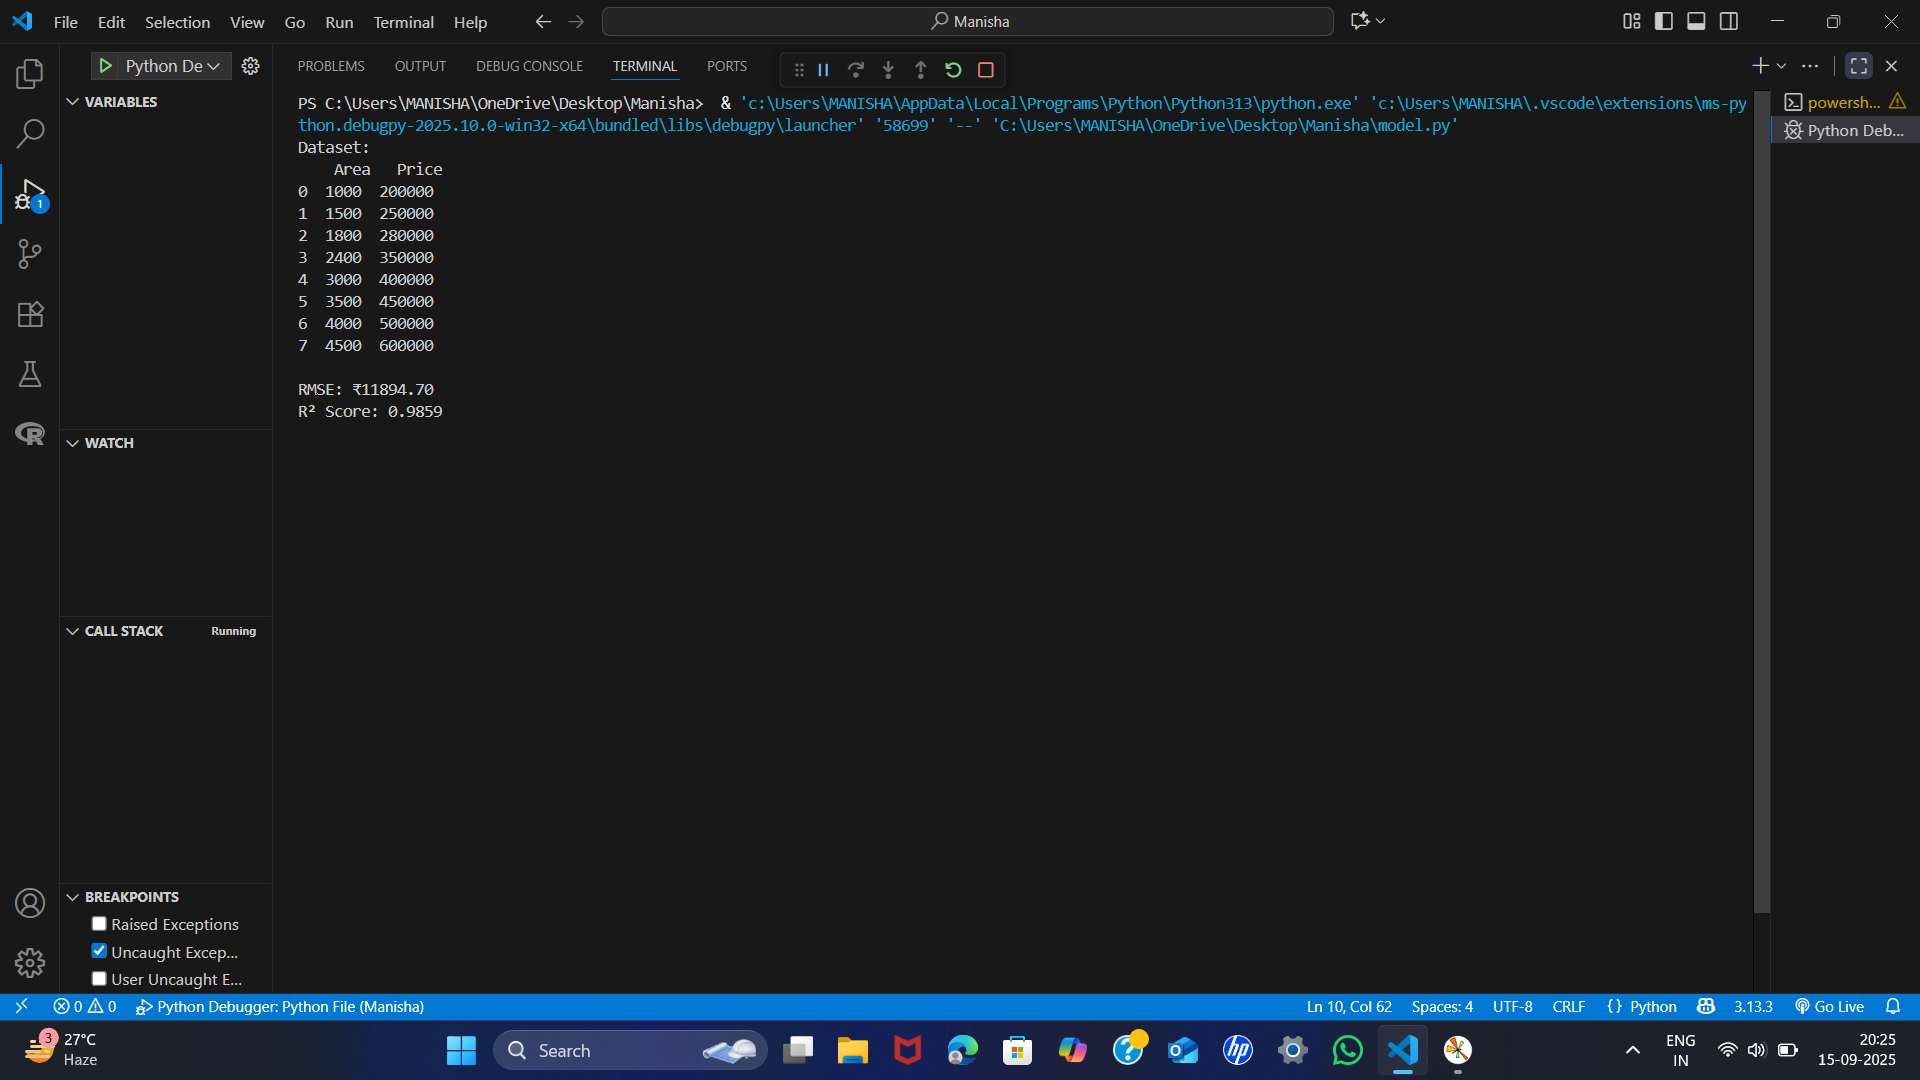 File Edit Selection View Go Run Terminal Help
Manisha
Python De
PROBLEMS OUTPUT DEBUG CONSOLE TERMINAL PORTS
VARIABLES
PS C:\Users\MANISHA\OneDrive\Desktop\Manisha> & 'c:\Users\MANISHA\AppData\Local\Programs\Python\Python313\python.exe' 'c:\Users\MANISHA\.vscode\extensions\ms-py
thon.debugpy-2025.10.0-win32-x64\bundled\libs\debugpy\launcher' '58699' '--' 'C:\Users\MANISHA\OneDrive\Desktop\Manisha\model.py'
Dataset:
Area Price
0 1000 200000
1 1500 250000
2 1800 280000
3 2400 350000
4 3000 400000
5 3500 450000
6 4000 500000
7 4500 600000
RMSE: ₹11894.70
R² Score: 0.9859
powersh...
Python Deb...
1
R
WATCH
CALL STACK Running
BREAKPOINTS
Raised Exceptions
Uncaught Excep...
User Uncaught E...
0 0 Python Debugger: Python File (Manisha)
Ln 10, Col 62 Spaces: 4 UTF-8 CRLF {} Python 3.13.3 Go Live
3
27°C
Haze
Search
hp
ENG
IN
20:25
15-09-2025